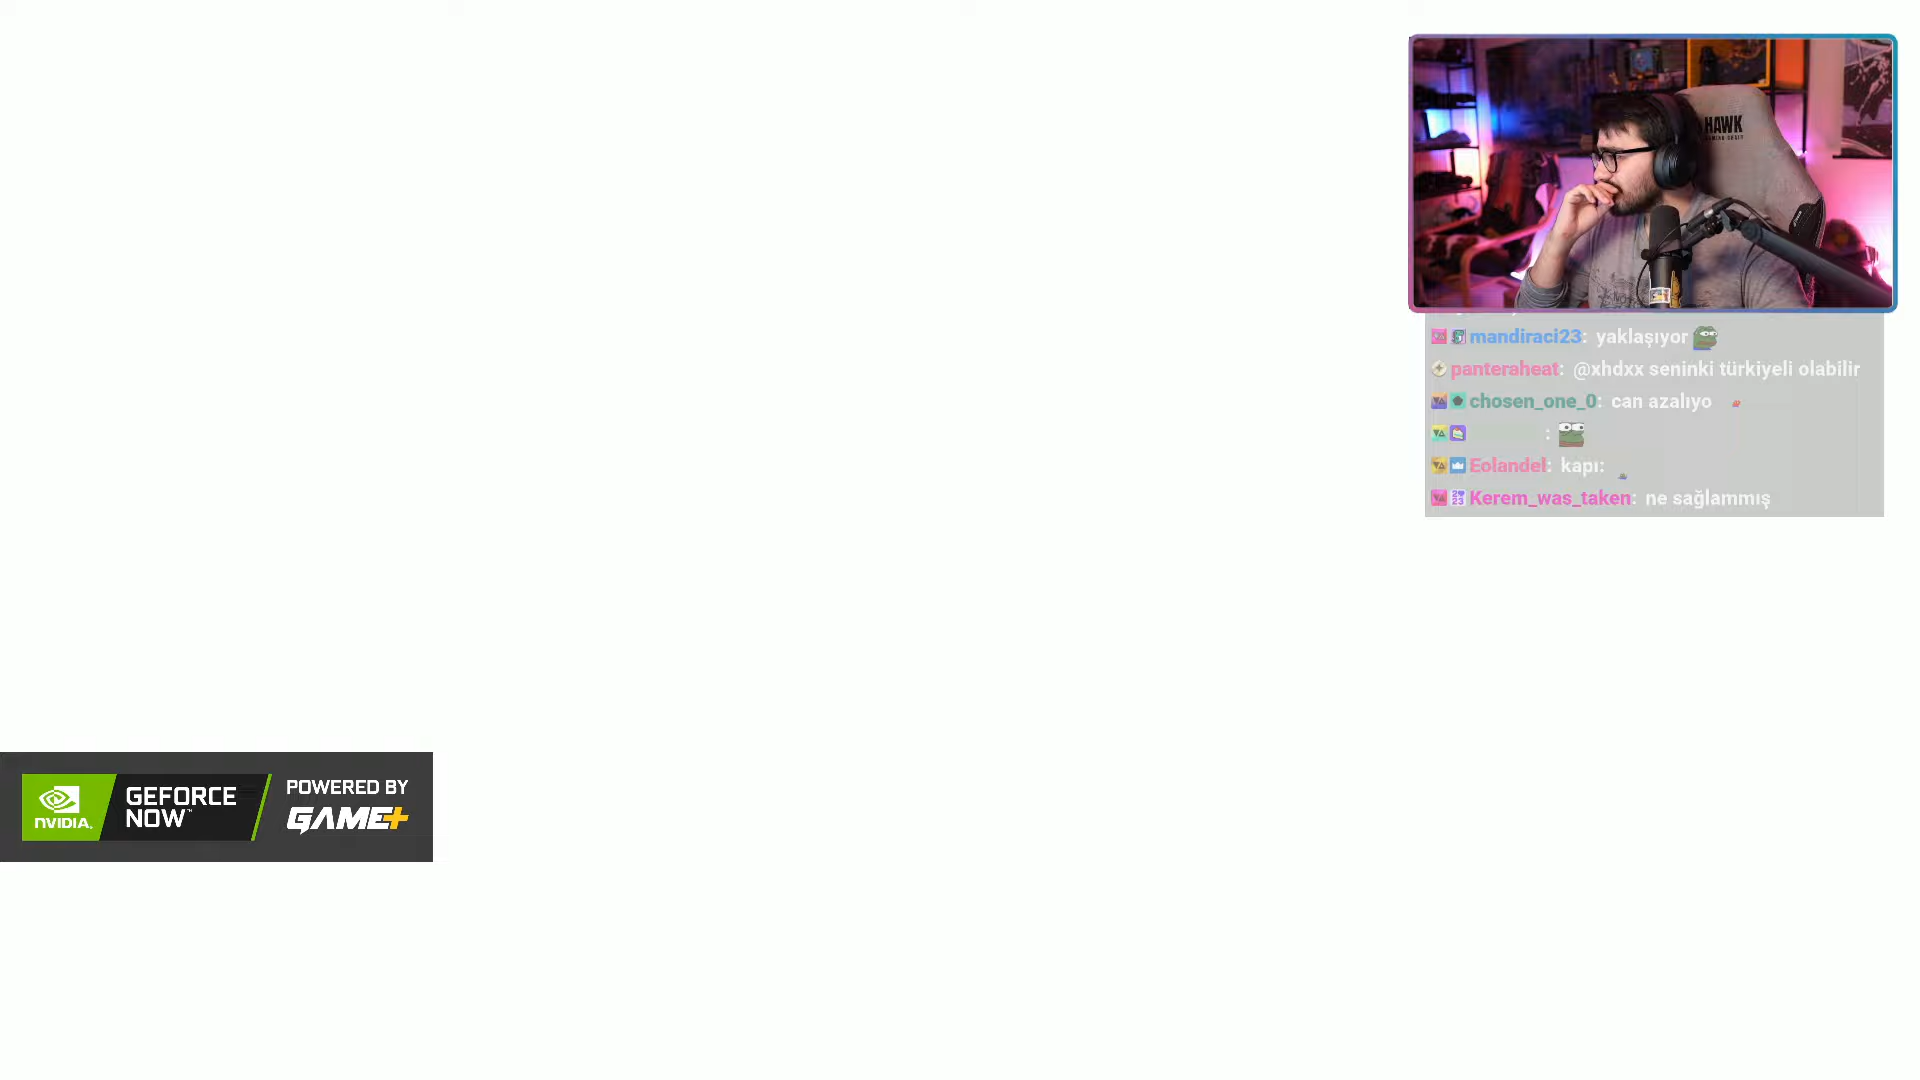 HAWK
mandiraci23: yaklaşıyor
panteraheat: @xhdxx seninki türkiyeli olabilir
chosen_one_0: can azalıyo
:
Eolandel: kapı:
Kerem_was_taken: ne sağlammış
NVIDIA.
GEFORCE
NOW
POWERED BY
GAME+